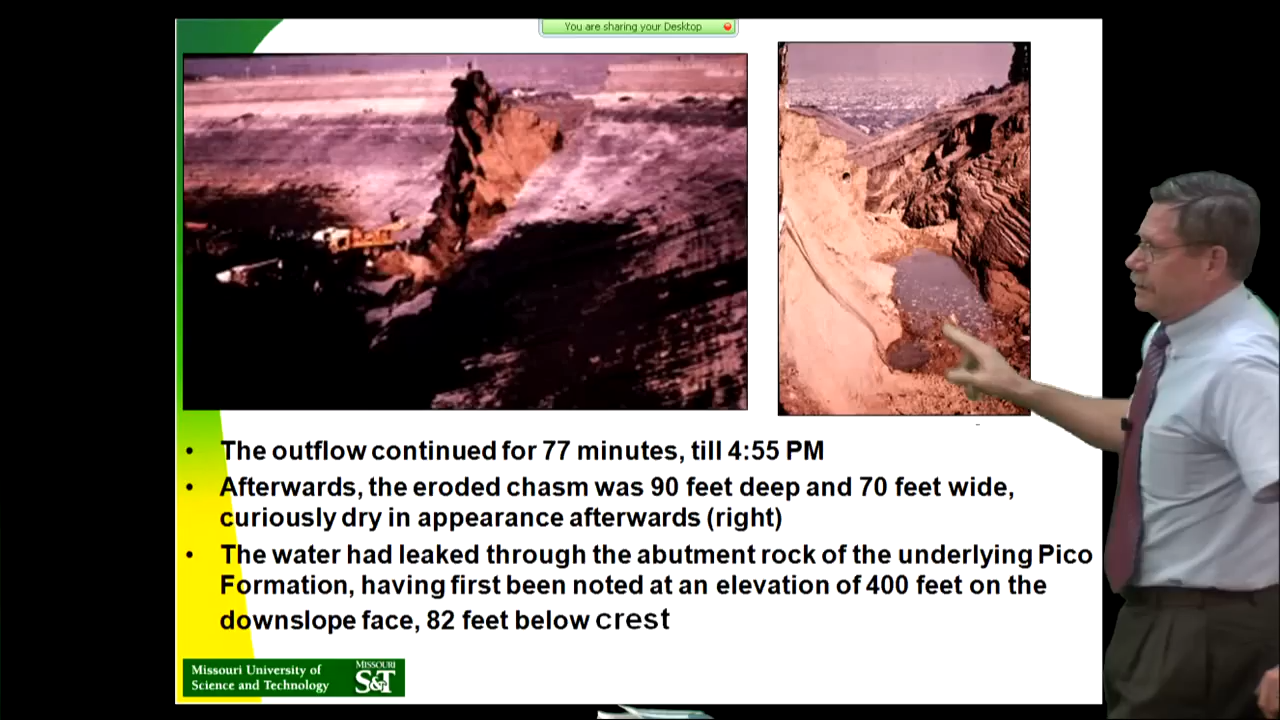 You are sharing your Desktop
• The outflow continued for 77 minutes, till 4:55 PM
• Afterwards, the eroded chasm was 90 feet deep and 70 feet wide,
curiously dry in appearance afterwards (right)
• The water had leaked through the abutment rock of the underlying Pico
Formation, having first been noted at an elevation of 400 feet on the
downslope face, 82 feet below crest
Missouri University of
Science and Technology
MISSOURI
S&T